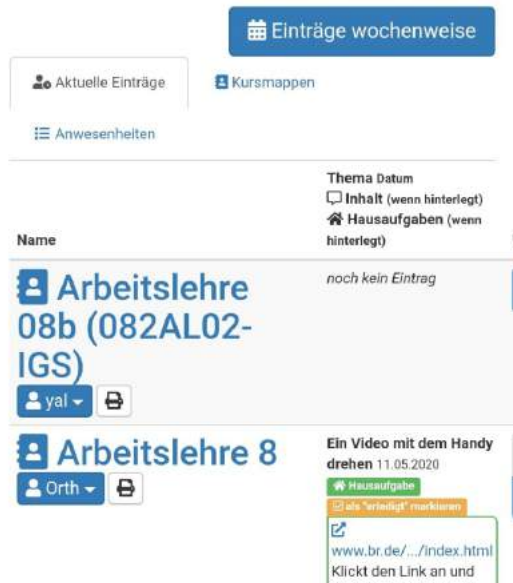 Einträge wochenweise
Aktuelle Einträge
Kursmappen
Anwesenheiten
Name
Thema Datum
Inhalt (wenn hinterlegt)
Hausaufgaben (wenn
hinterlegt)
Arbeitslehre
08b (082AL02-
IGS)
yal
noch kein Eintrag
Arbeitslehre 8
Orth
Ein Video mit dem Handy
drehen 11.05.2020
Hausaufgabe
als "erledigt" markieren
www.br.de/.../index.html
Klickt den Link an und